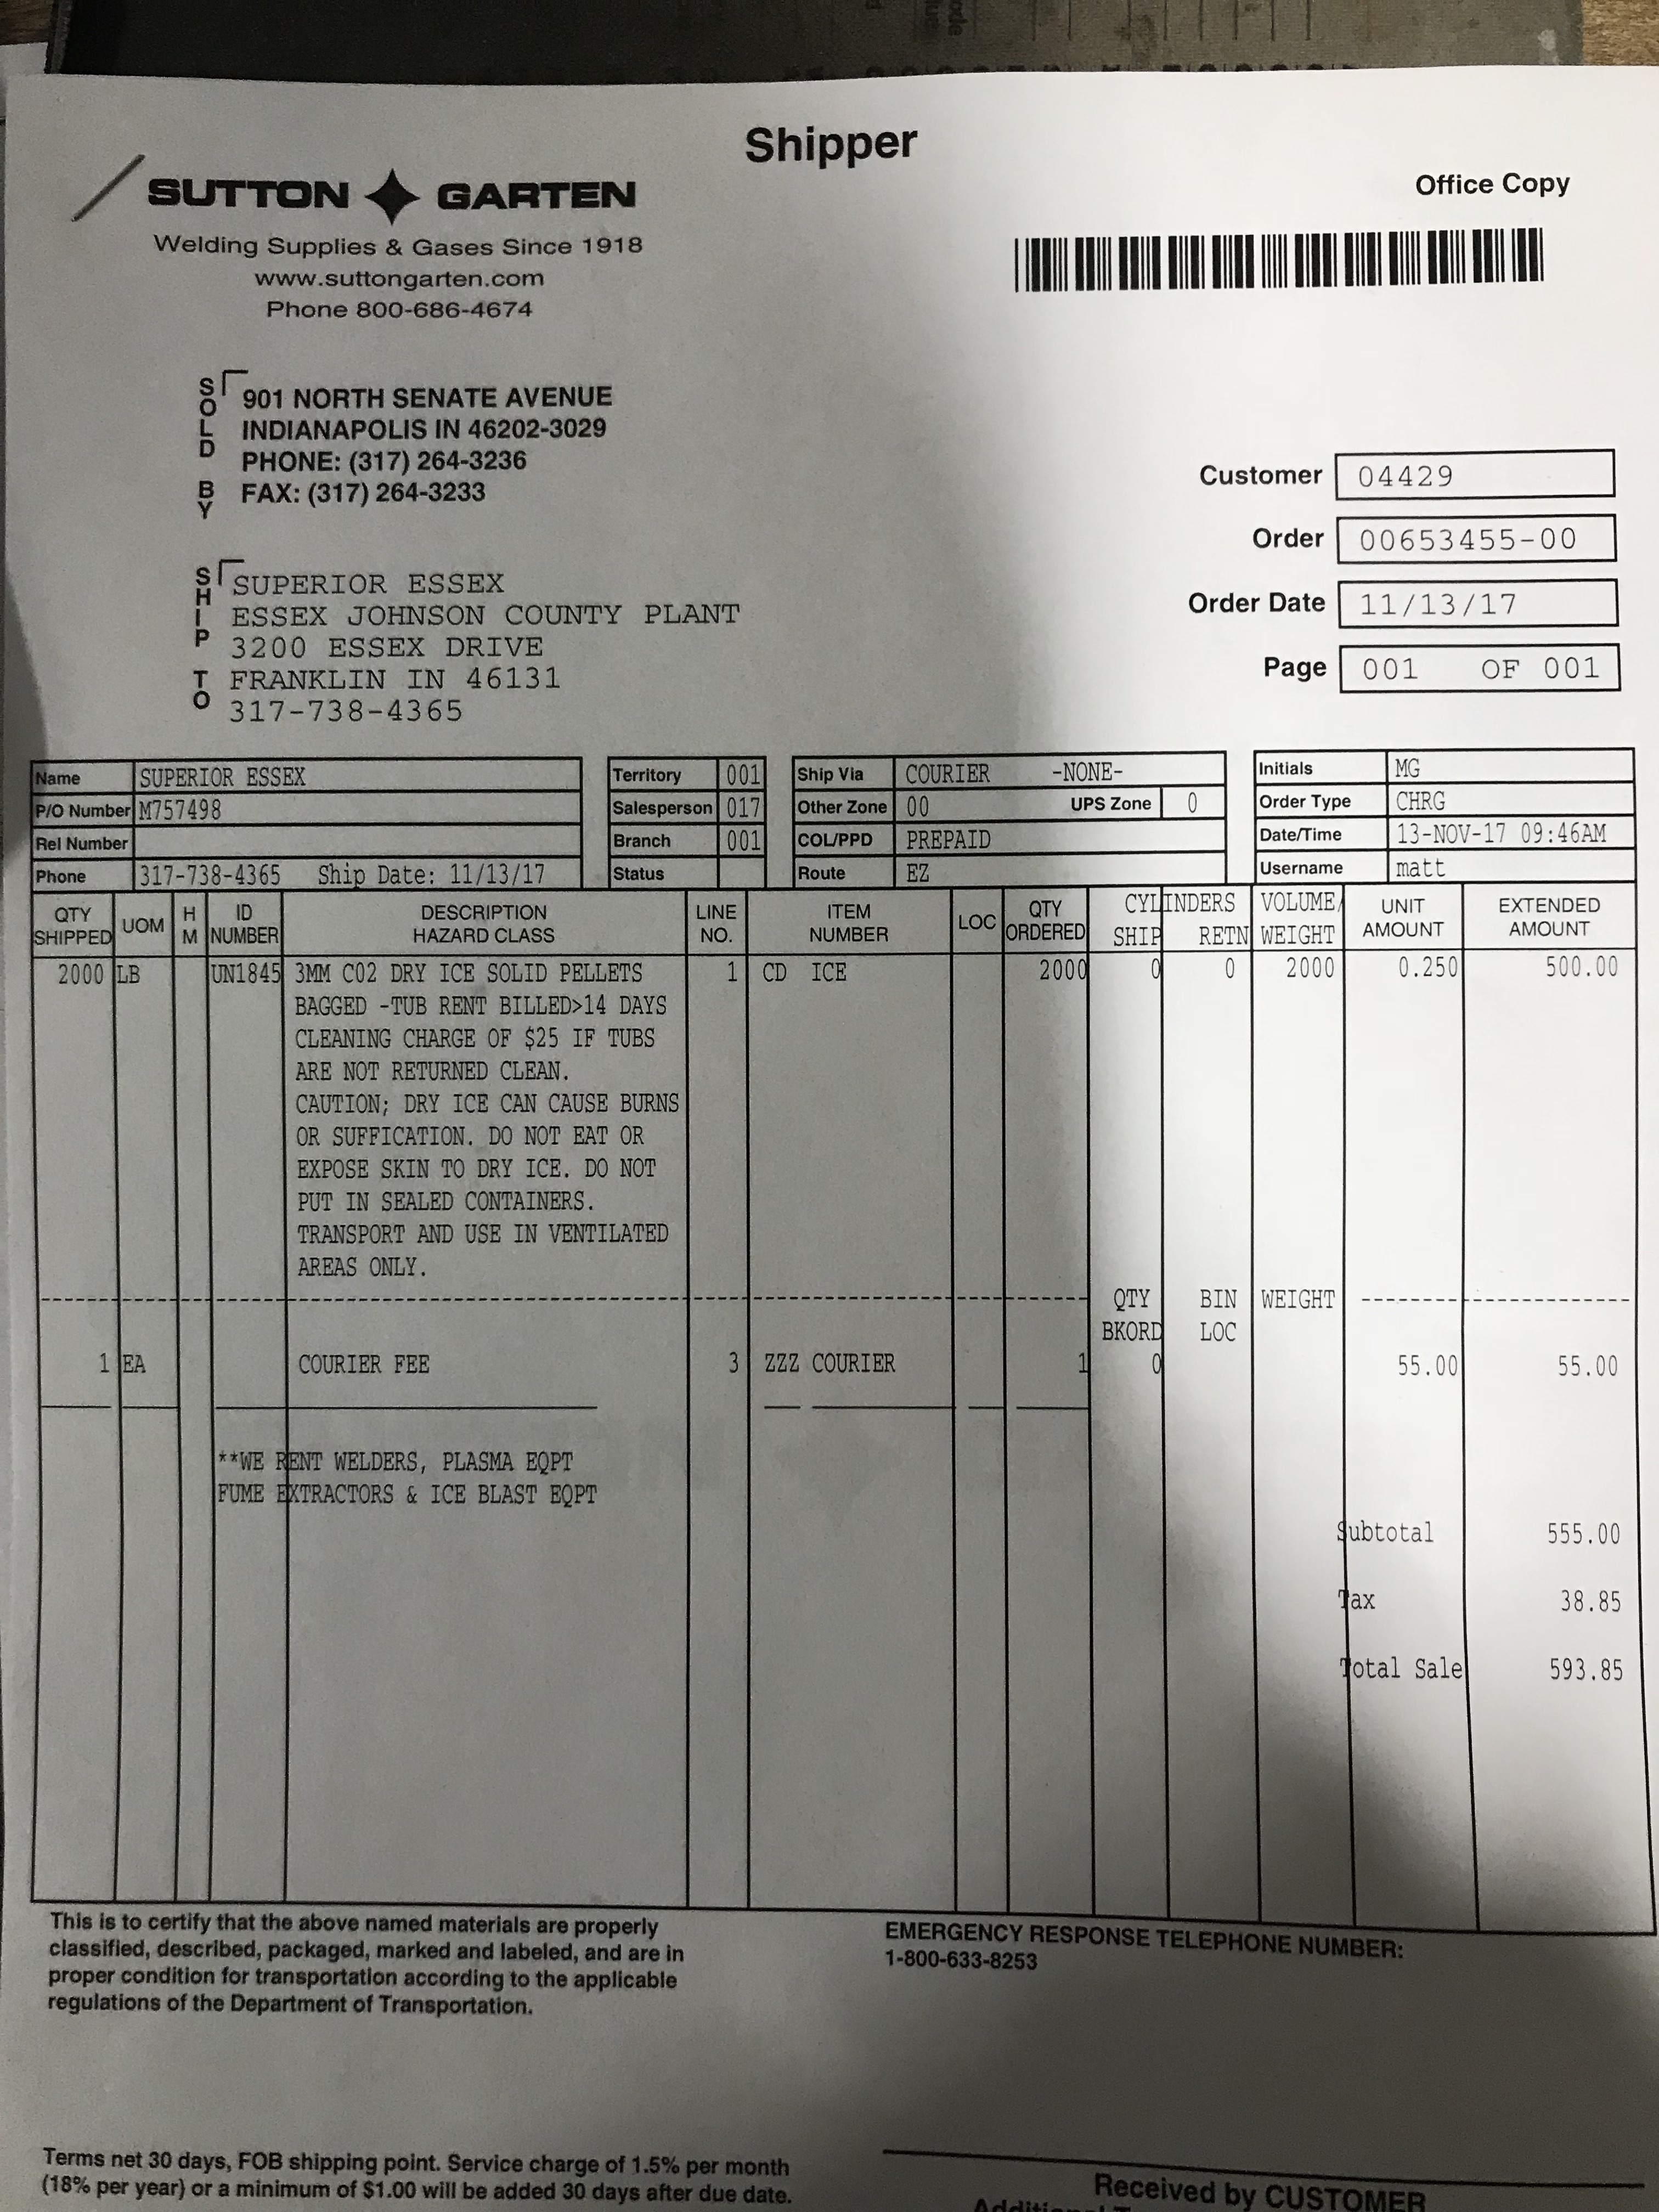 Shipper
Office Copy
SUTTON GARTEN
Welding Supplies & Gases Since 1918
www.suttongarten.com
Phone 800-686-4674
SOLD BY
901 NORTH SENATE AVENUE
INDIANAPOLIS IN 46202-3029
PHONE: (317) 264-3236
FAX: (317) 264-3233
Customer 04429
Order 00653455-00
Order Date 11/13/17
Page 001 OF 001
SHIP TO
SUPERIOR ESSEX
ESSEX JOHNSON COUNTY PLANT
3200 ESSEX DRIVE
FRANKLIN IN 46131
317-738-4365
Name SUPERIOR ESSEX Territory 001 Ship Via COURIER -NONE- Initials MG
P/O Number M757498 Salesperson 017 Other Zone 00 UPS Zone 0 Order Type CHRG
Rel Number Branch 001 COL/PPD PREPAID Date/Time 13-NOV-17 09:46AM
Phone 317-738-4365 Ship Date: 11/13/17 Status Route EZ Username matt
QTY SHIPPED UOM HM ID NUMBER DESCRIPTION HAZARD CLASS LINE NO. ITEM NUMBER LOC QTY ORDERED CYLINDERS SHIP RETN VOLUME/ WEIGHT UNIT AMOUNT EXTENDED AMOUNT
2000 LB UN1845 3MM C02 DRY ICE SOLID PELLETS 1 CD ICE 2000 0 0 2000 0.250 500.00
BAGGED -TUB RENT BILLED>14 DAYS
CLEANING CHARGE OF $25 IF TUBS
ARE NOT RETURNED CLEAN.
CAUTION; DRY ICE CAN CAUSE BURNS
OR SUFFICATION. DO NOT EAT OR
EXPOSE SKIN TO DRY ICE. DO NOT
PUT IN SEALED CONTAINERS.
TRANSPORT AND USE IN VENTILATED
AREAS ONLY.
QTY BIN WEIGHT
BKORD LOC
1 EA COURIER FEE 3 ZZZ COURIER 1 0 55.00 55.00
**WE RENT WELDERS, PLASMA EQPT
FUME EXTRACTORS & ICE BLAST EQPT
Subtotal 555.00
Tax 38.85
Total Sale 593.85
This is to certify that the above named materials are properly
classified, described, packaged, marked and labeled, and are in
proper condition for transportation according to the applicable
regulations of the Department of Transportation.
EMERGENCY RESPONSE TELEPHONE NUMBER:
1-800-633-8253
Terms net 30 days, FOB shipping point. Service charge of 1.5% per month
(18% per year) or a minimum of $1.00 will be added 30 days after due date.
Received by CUSTOMER